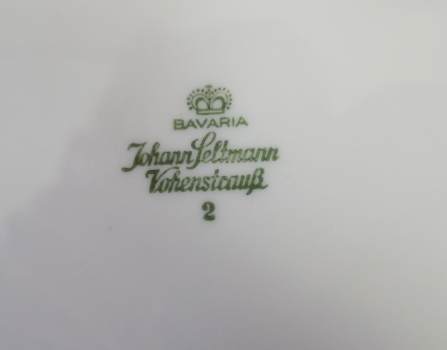 BAVARIA
Johann Seltmann
Vohenstrauß
2